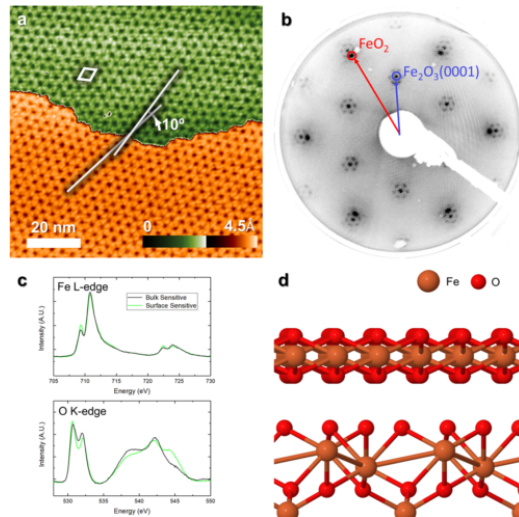 a
10°
20 nm
0
4.5Å
b
FeO2
Fe2O3(0001)
c
Fe L-edge
Bulk Sensitive
Surface Sensitive
Intensity (A.U.)
705 710 715 720 725 730
Energy (eV)
O K-edge
Intensity (A.U.)
530 535 540 545 550
Energy (eV)
d
Fe
O